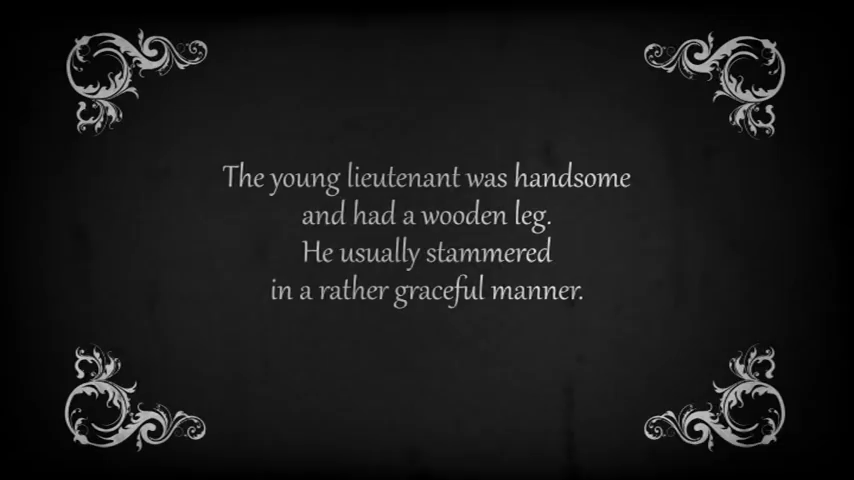 The young lieutenant was handsome
and had a wooden leg.
He usually stammered
in a rather graceful manner.